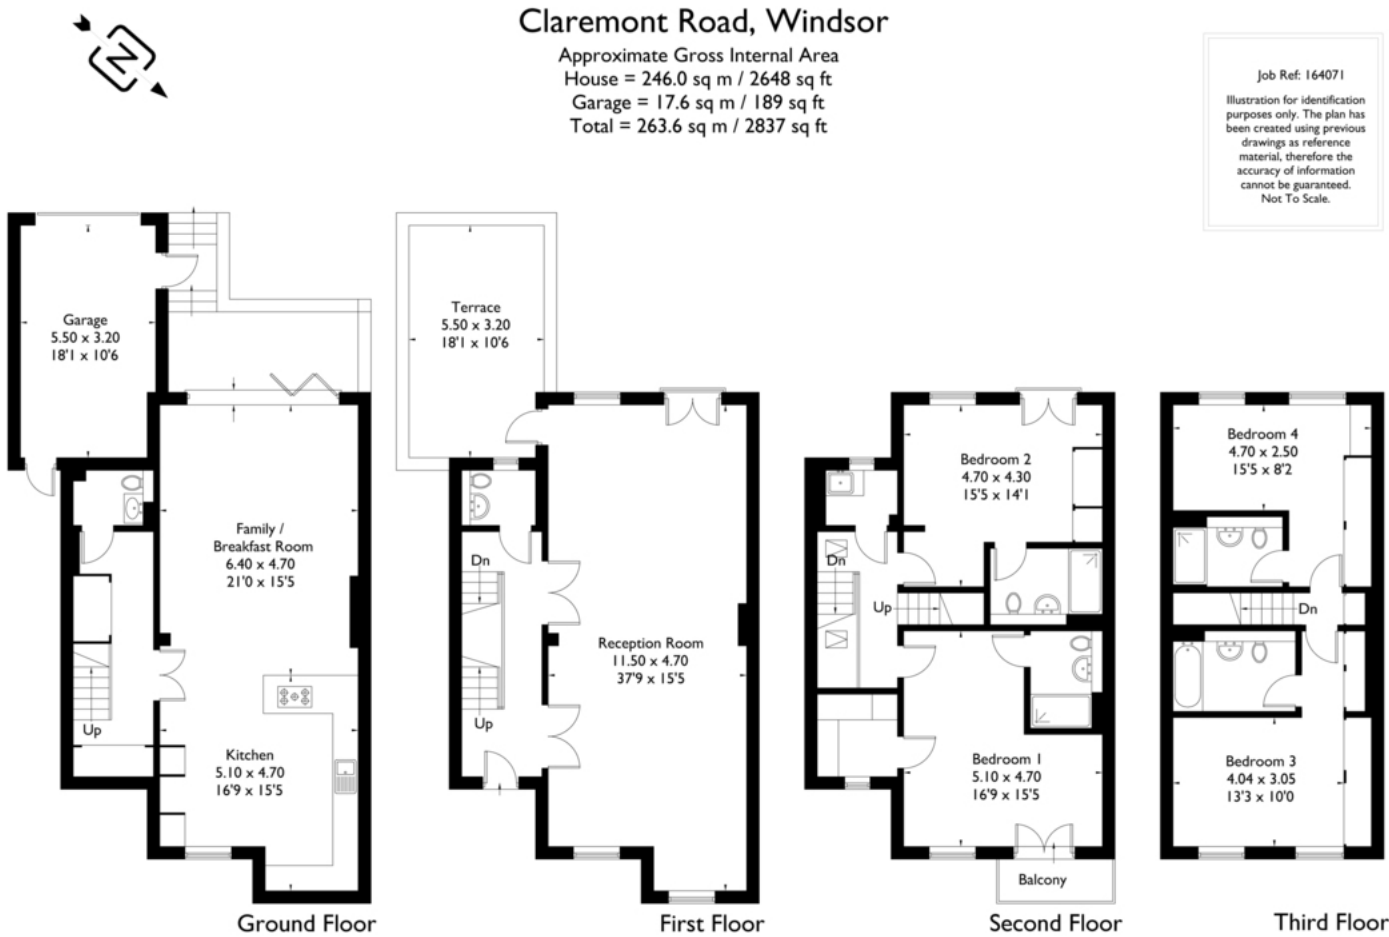 N
Claremont Road, Windsor
Approximate Gross Internal Area
House = 246.0 sq m / 2648 sq ft
Garage = 17.6 sq m / 189 sq ft
Total = 263.6 sq m / 2837 sq ft
Job Ref: 164071
Illustration for identification
purposes only. The plan has
been created using previous
drawings as reference
material, therefore the
accuracy of information
cannot be guaranteed.
Not To Scale.
Garage
5.50 x 3.20
18'1 x 10'6
Family /
Breakfast Room
6.40 x 4.70
21'0 x 15'5
Up
Kitchen
5.10 x 4.70
16'9 x 15'5
Ground Floor
Terrace
5.50 x 3.20
18'1 x 10'6
Dn
Reception Room
11.50 x 4.70
37'9 x 15'5
Up
First Floor
Bedroom 2
4.70 x 4.30
15'5 x 14'1
Dn
Up
Bedroom 1
5.10 x 4.70
16'9 x 15'5
Balcony
Second Floor
Bedroom 4
4.70 x 2.50
15'5 x 8'2
Dn
Bedroom 3
4.04 x 3.05
13'3 x 10'0
Third Floor